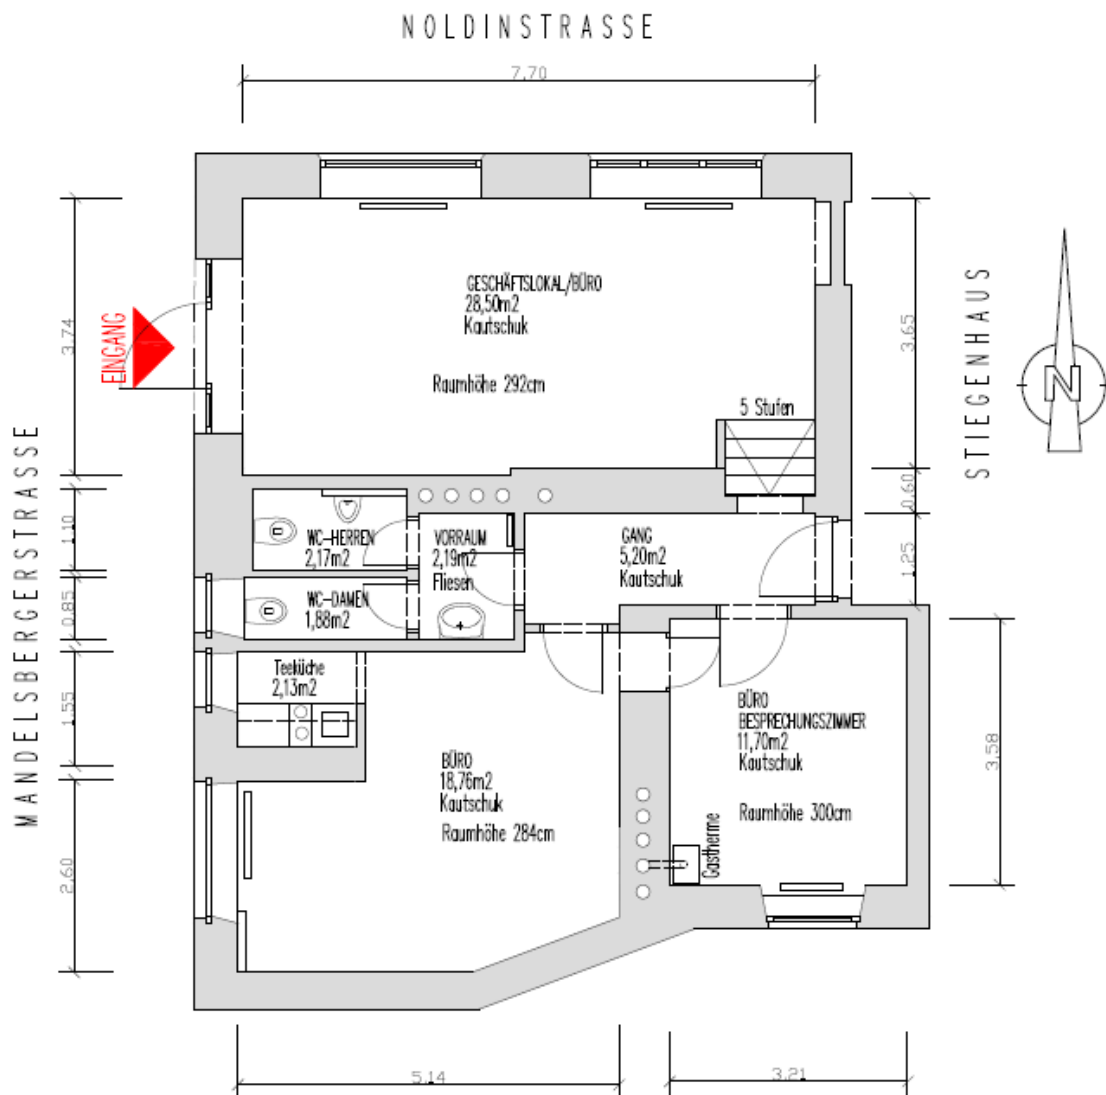 NOLDINSTRASSE
7,70
GESCHÄFTSLOKAL/BÜRO
28,50m2
Kautschuk
Raumhöhe 292cm
5 Stufen
EINGANG
3,74
3,65
STIEGENHAUS
N
MANDELSBERGERSTRASSE
0,60
1,10
WC-HERREN
2,17m2
VORRAUM
2,19m2
Fliesen
GANG
5,20m2
Kautschuk
1,25
0,85
WC-DAMEN
1,88m2
Teeküche
2,13m2
1,55
BÜRO
18,76m2
Kautschuk
Raumhöhe 284cm
BÜRO
BESPRECHUNGSZIMMER
11,70m2
Kautschuk
Raumhöhe 300cm
3,58
Gastherme
2,60
5,14
3,21